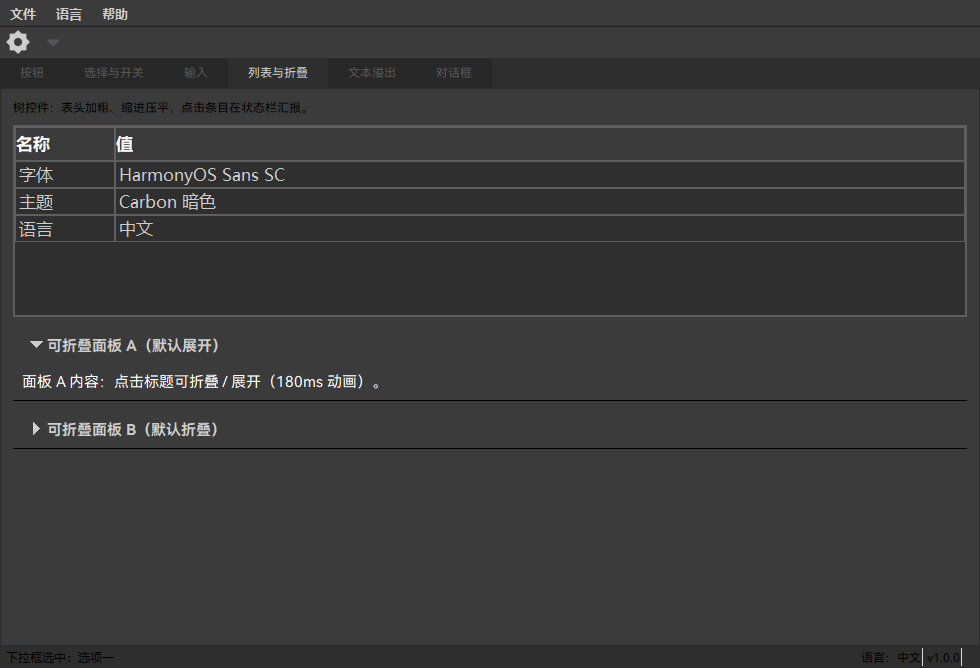 文件 语言 帮助
按钮 选择与开关 输入 列表与折叠 文本溢出 对话框
树控件：表头加粗、缩进压平，点击条目在状态栏汇报。
名称 值
字体 HarmonyOS Sans SC
主题 Carbon 暗色
语言 中文
可折叠面板 A（默认展开）
面板 A 内容：点击标题可折叠 / 展开（180ms 动画）。
可折叠面板 B（默认折叠）
下拉框选中：选项一 语言：中文 v1.0.0